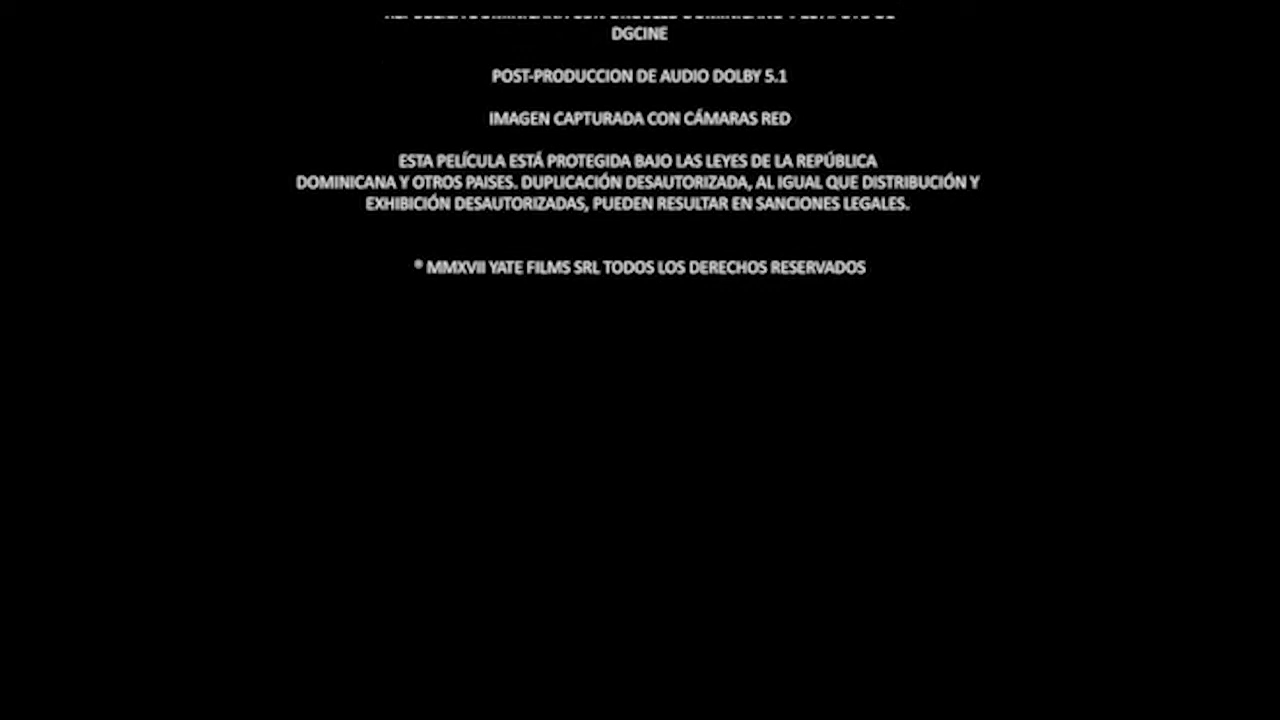 DGCINE
POST-PRODUCCION DE AUDIO DOLBY 5.1
IMAGEN CAPTURADA CON CÁMARAS RED
ESTA PELÍCULA ESTÁ PROTEGIDA BAJO LAS LEYES DE LA REPÚBLICA
DOMINICANA Y OTROS PAISES. DUPLICACIÓN DESAUTORIZADA, AL IGUAL QUE DISTRIBUCIÓN Y
EXHIBICIÓN DESAUTORIZADAS, PUEDEN RESULTAR EN SANCIONES LEGALES.
® MMXVII YATE FILMS SRL TODOS LOS DERECHOS RESERVADOS